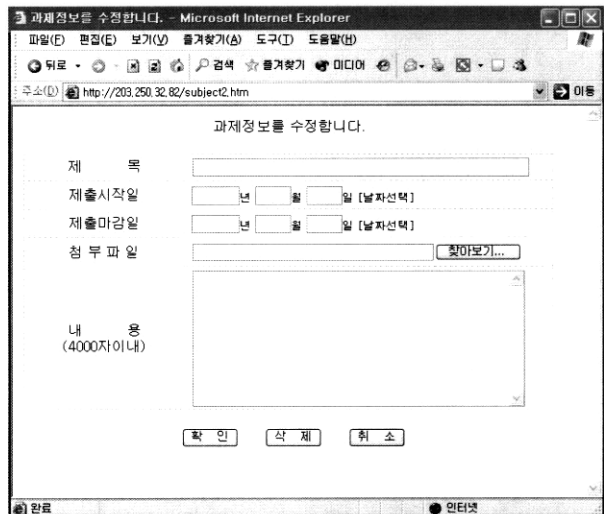 과제정보를 수정합니다. - Microsoft Internet Explorer
파일(F) 편집(E) 보기(V) 즐겨찾기(A) 도구(T) 도움말(H)
뒤로 검색 즐겨찾기 미디어
주소(D) http://203,250,32,82/subject2.htm 이동
과제정보를 수정합니다.
제 목
제출시작일 년 월 일 [날자선택]
제출마감일 년 월 일 [날자선택]
첨 부 파 일 찾아보기...
내 용
(4000자이내)
확 인 삭 제 취 소
완료 인터넷